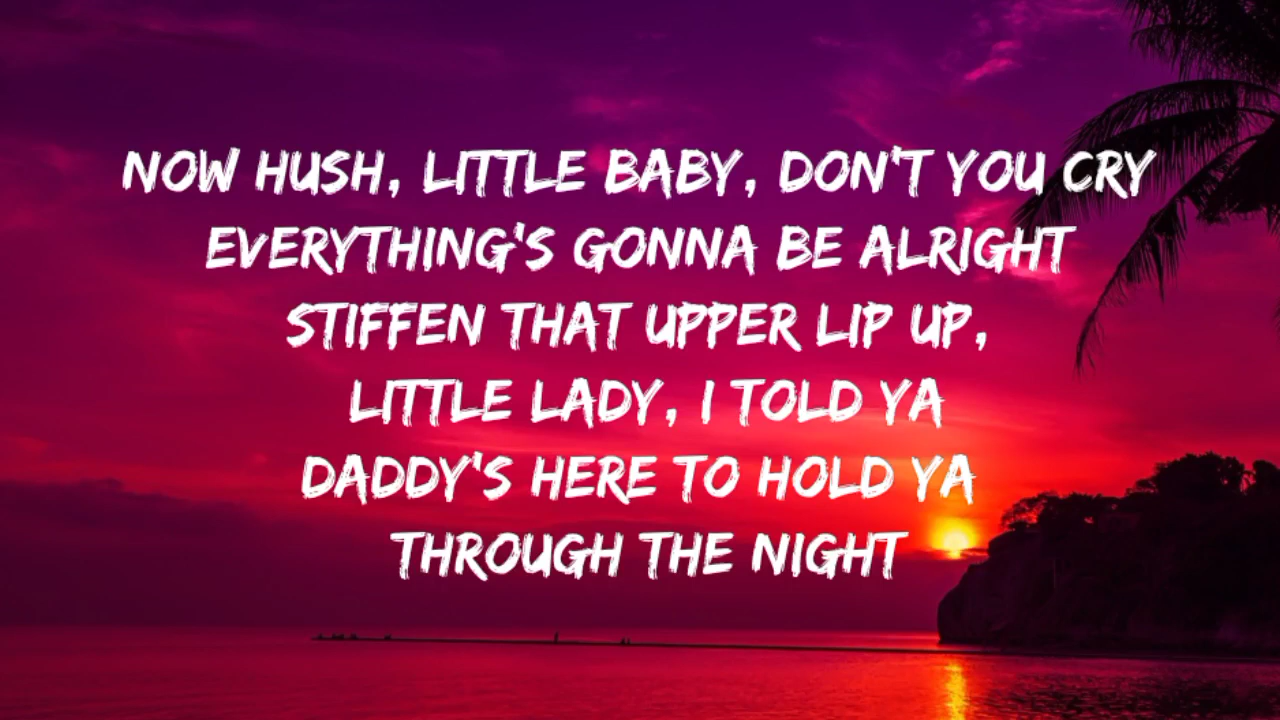 NOW HUSH, LITTLE BABY, DON'T YOU CRY
EVERYTHING'S GONNA BE ALRIGHT
STIFFEN THAT UPPER LIP UP,
LITTLE LADY, I TOLD YA
DADDY'S HERE TO HOLD YA
THROUGH THE NIGHT